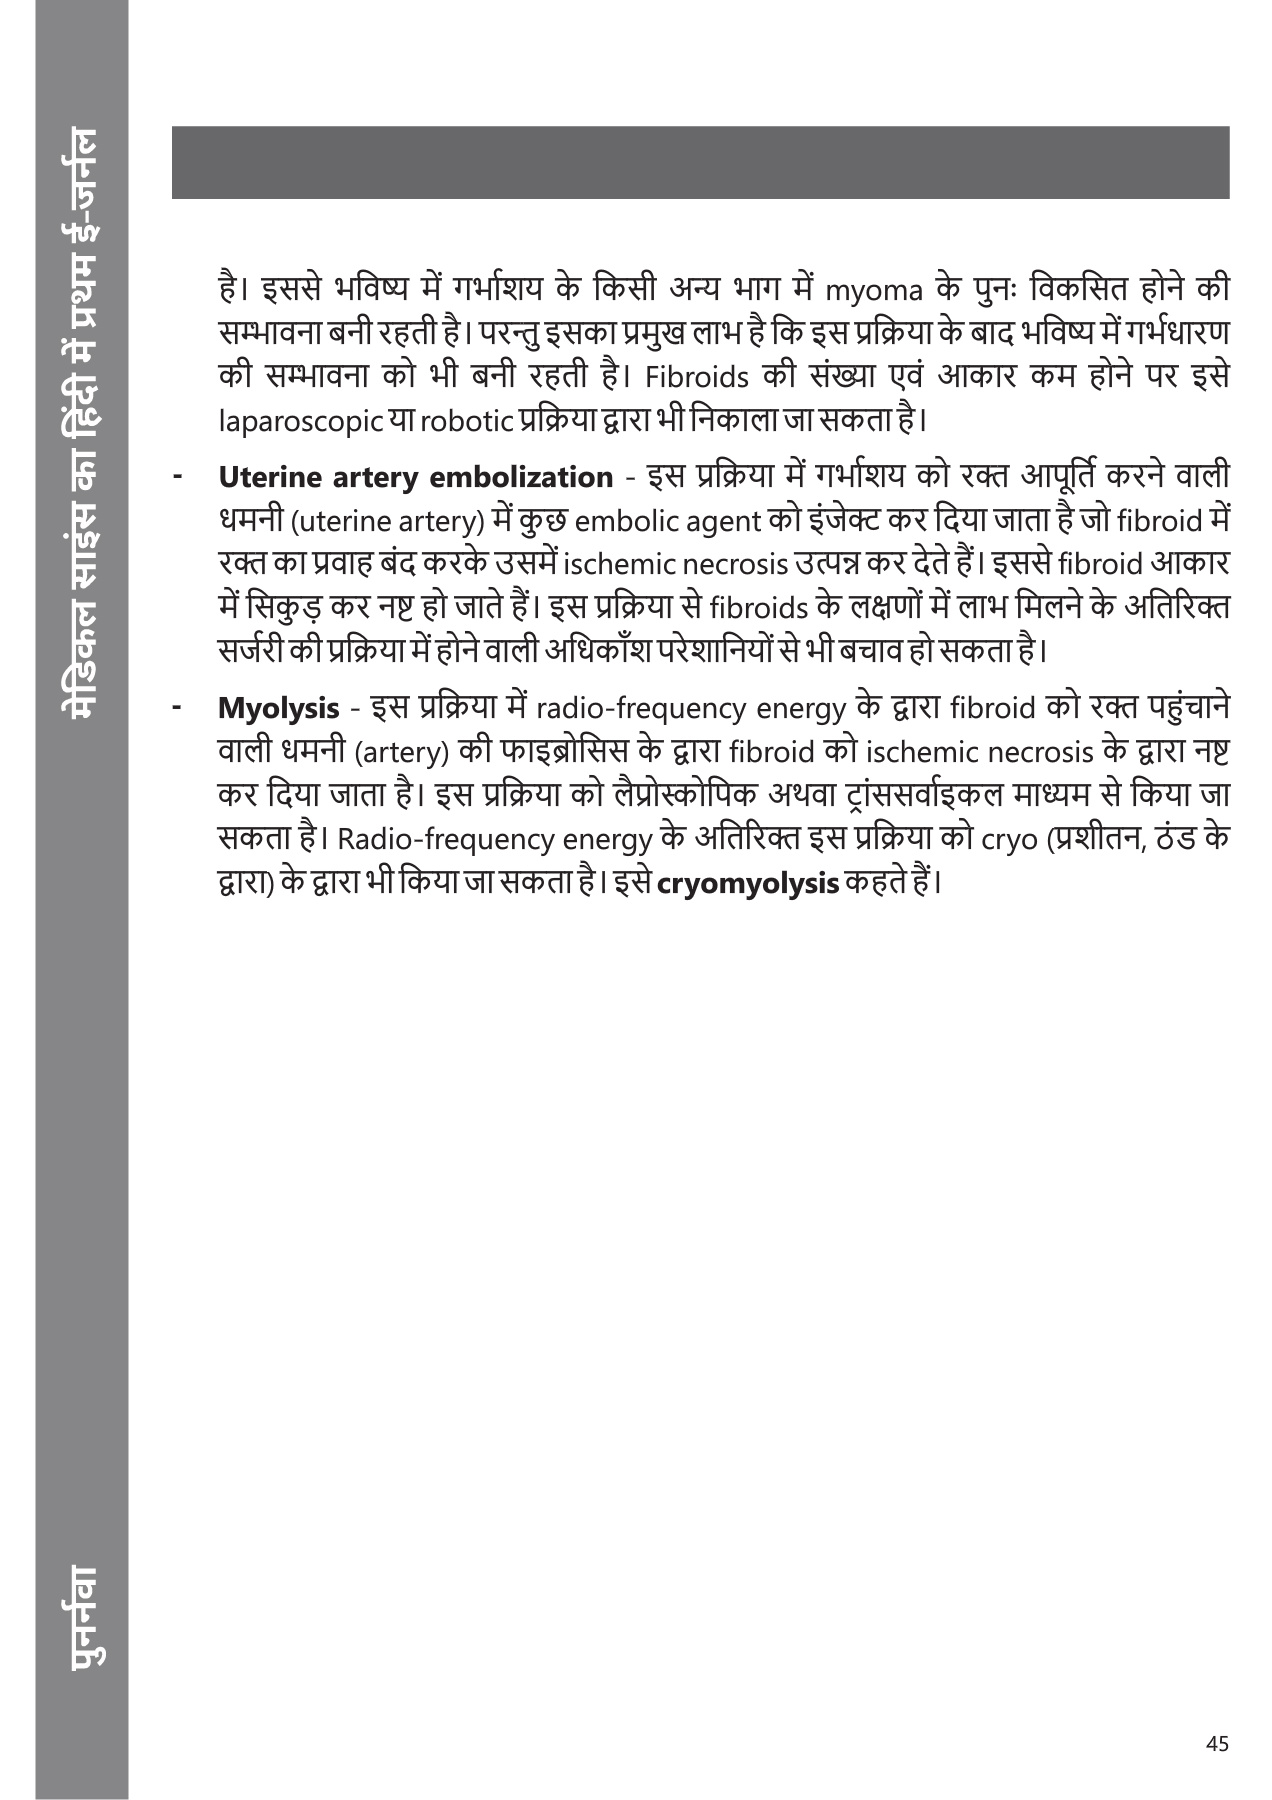 मेडिकल साइंस का हिंदी में प्रथम ई-जर्नल
है। इससे भविष्य में गर्भाशय के किसी अन्य भाग में myoma के पुनः विकसित होने की
सम्भावना बनी रहती है। परन्तु इसका प्रमुख लाभ है कि इस प्रक्रिया के बाद भविष्य में गर्भधारण
की सम्भावना को भी बनी रहती है। Fibroids की संख्या एवं आकार कम होने पर इसे
laparoscopic या robotic प्रक्रिया द्वारा भी निकाला जा सकता है।
- Uterine artery embolization - इस प्रक्रिया में गर्भाशय को रक्त आपूर्ति करने वाली
धमनी (uterine artery) में कुछ embolic agent को इंजेक्ट कर दिया जाता है जो fibroid में
रक्त का प्रवाह बंद करके उसमें ischemic necrosis उत्पन्न कर देते हैं। इससे fibroid आकार
में सिकुड़ कर नष्ट हो जाते हैं। इस प्रक्रिया से fibroids के लक्षणों में लाभ मिलने के अतिरिक्त
सर्जरी की प्रक्रिया में होने वाली अधिकाँश परेशानियों से भी बचाव हो सकता है।
- Myolysis - इस प्रक्रिया में radio-frequency energy के द्वारा fibroid को रक्त पहुंचाने
वाली धमनी (artery) की फाइब्रोसिस के द्वारा fibroid को ischemic necrosis के द्वारा नष्ट
कर दिया जाता है। इस प्रक्रिया को लैप्रोस्कोपिक अथवा ट्रांससर्वाइकल माध्यम से किया जा
सकता है। Radio-frequency energy के अतिरिक्त इस प्रक्रिया को cryo (प्रशीतन, ठंड के
द्वारा) के द्वारा भी किया जा सकता है। इसे cryomyolysis कहते हैं।
पुनर्नवा
45